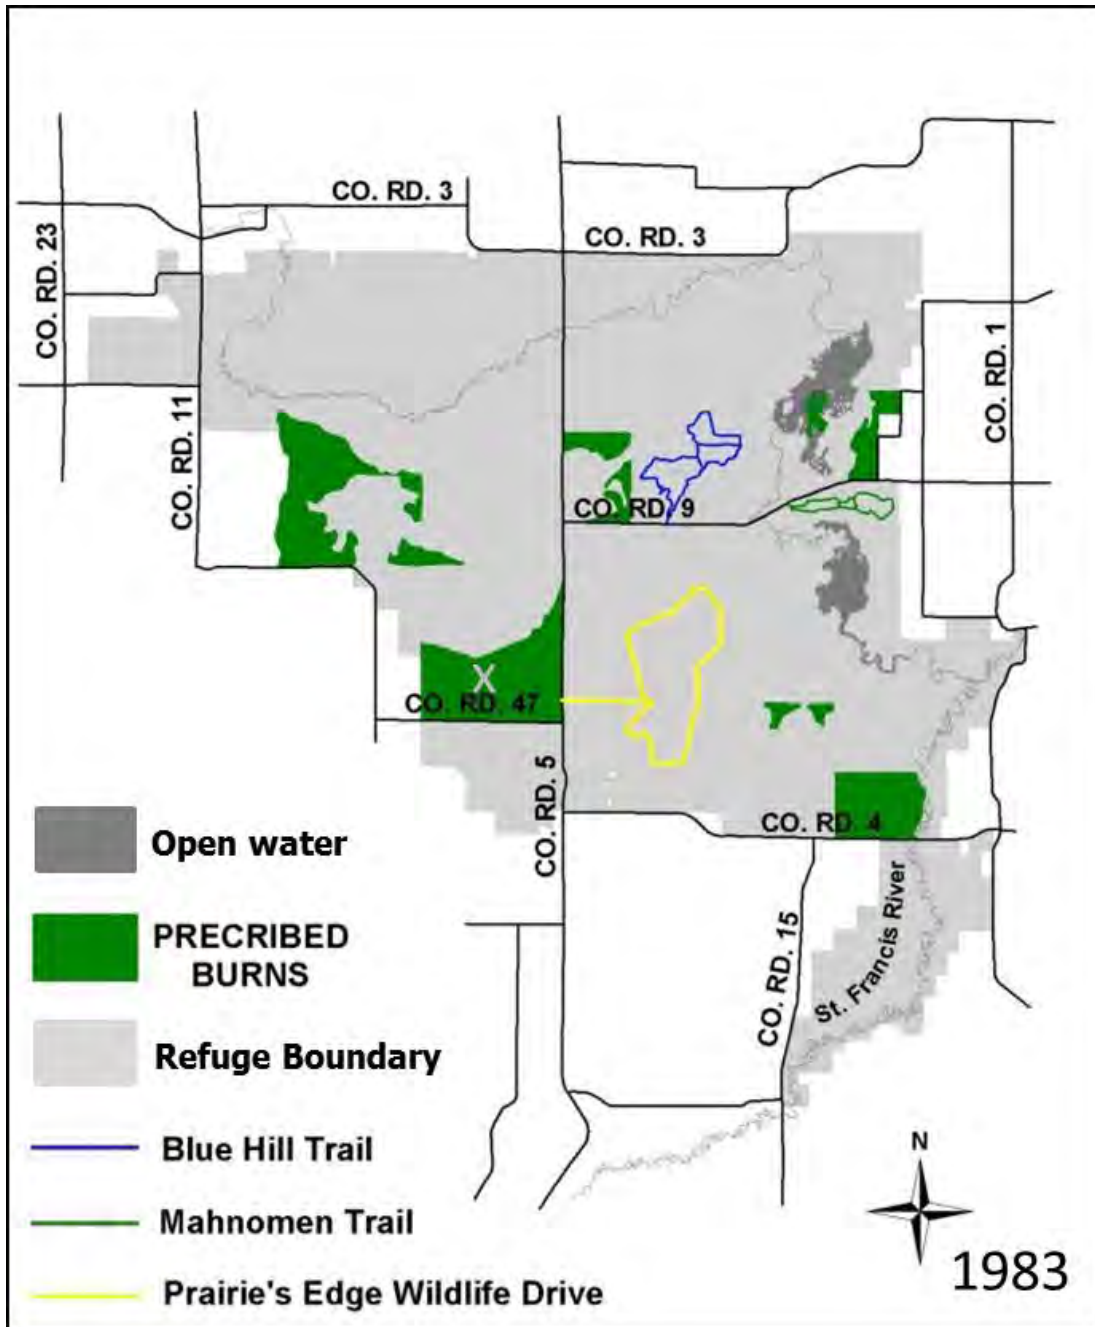 CO. RD. 3
CO. RD. 3
CO. RD. 23
CO. RD. 1
CO. RD. 11
CO. RD. 9
X
CO. RD. 47
CO. RD. 5
CO. RD. 4
CO. RD. 15
St. Francis River
Open water
PRECRIBED
BURNS
Refuge Boundary
Blue Hill Trail
Mahnomen Trail
Prairie's Edge Wildlife Drive
N
1983